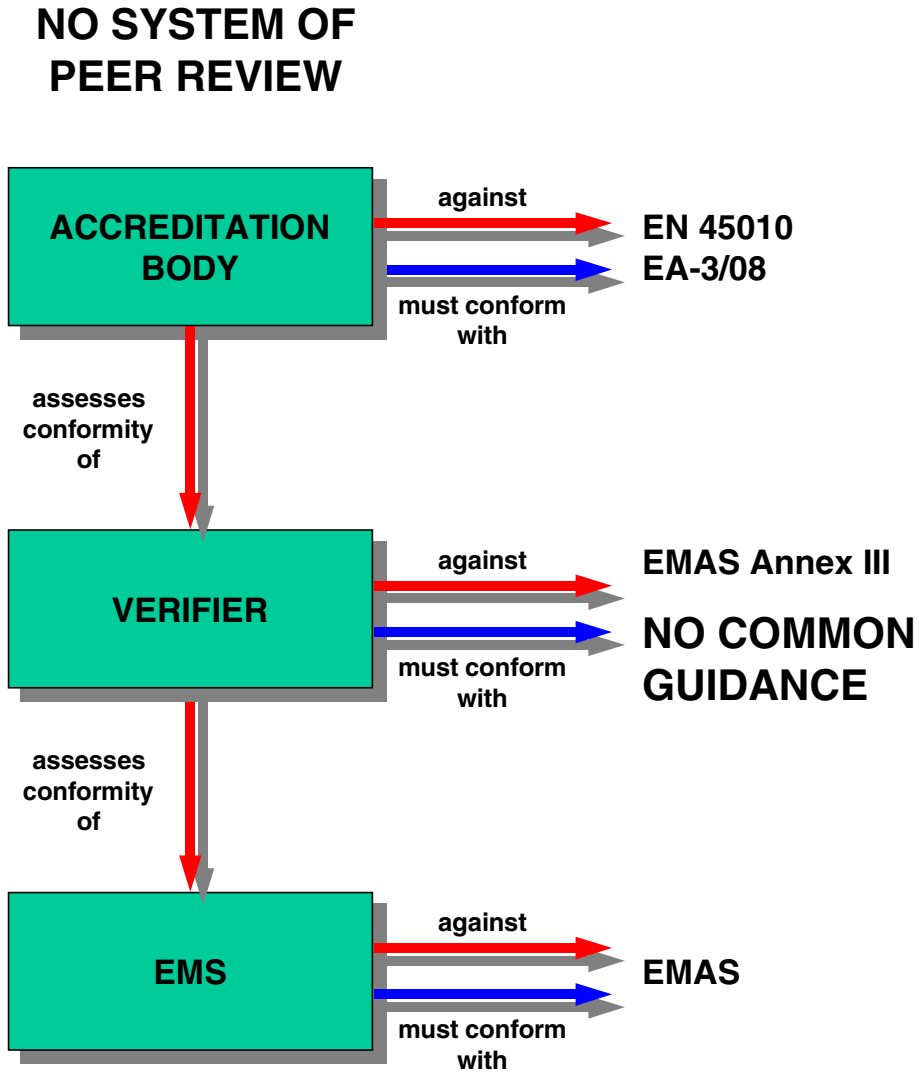 NO SYSTEM OF
PEER REVIEW
ACCREDITATION
BODY
against
EN 45010
EA-3/08
must conform
with
assesses
conformity
of
VERIFIER
against
EMAS Annex III
NO COMMON
GUIDANCE
must conform
with
assesses
conformity
of
EMS
against
EMAS
must conform
with